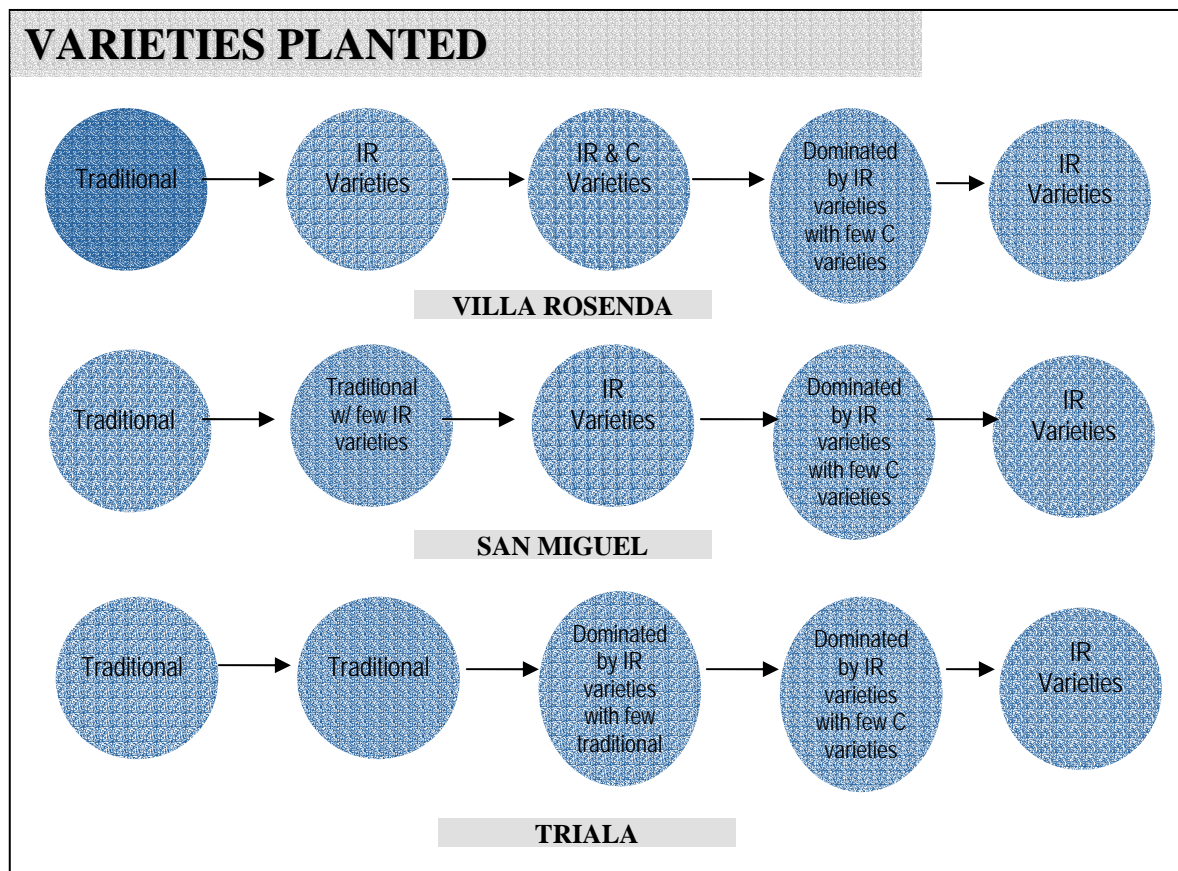 VARIETIES PLANTED
Traditional
IR
Varieties
IR & C
Varieties
Dominated
by IR
varieties
with few C
varieties
IR
Varieties
VILLA ROSENDA
Traditional
Traditional
w/ few IR
varieties
IR
Varieties
Dominated
by IR
varieties
with few C
varieties
IR
Varieties
SAN MIGUEL
Traditional
Traditional
Dominated
by IR
varieties
with few
traditional
Dominated
by IR
varieties
with few C
varieties
IR
Varieties
TRIALA